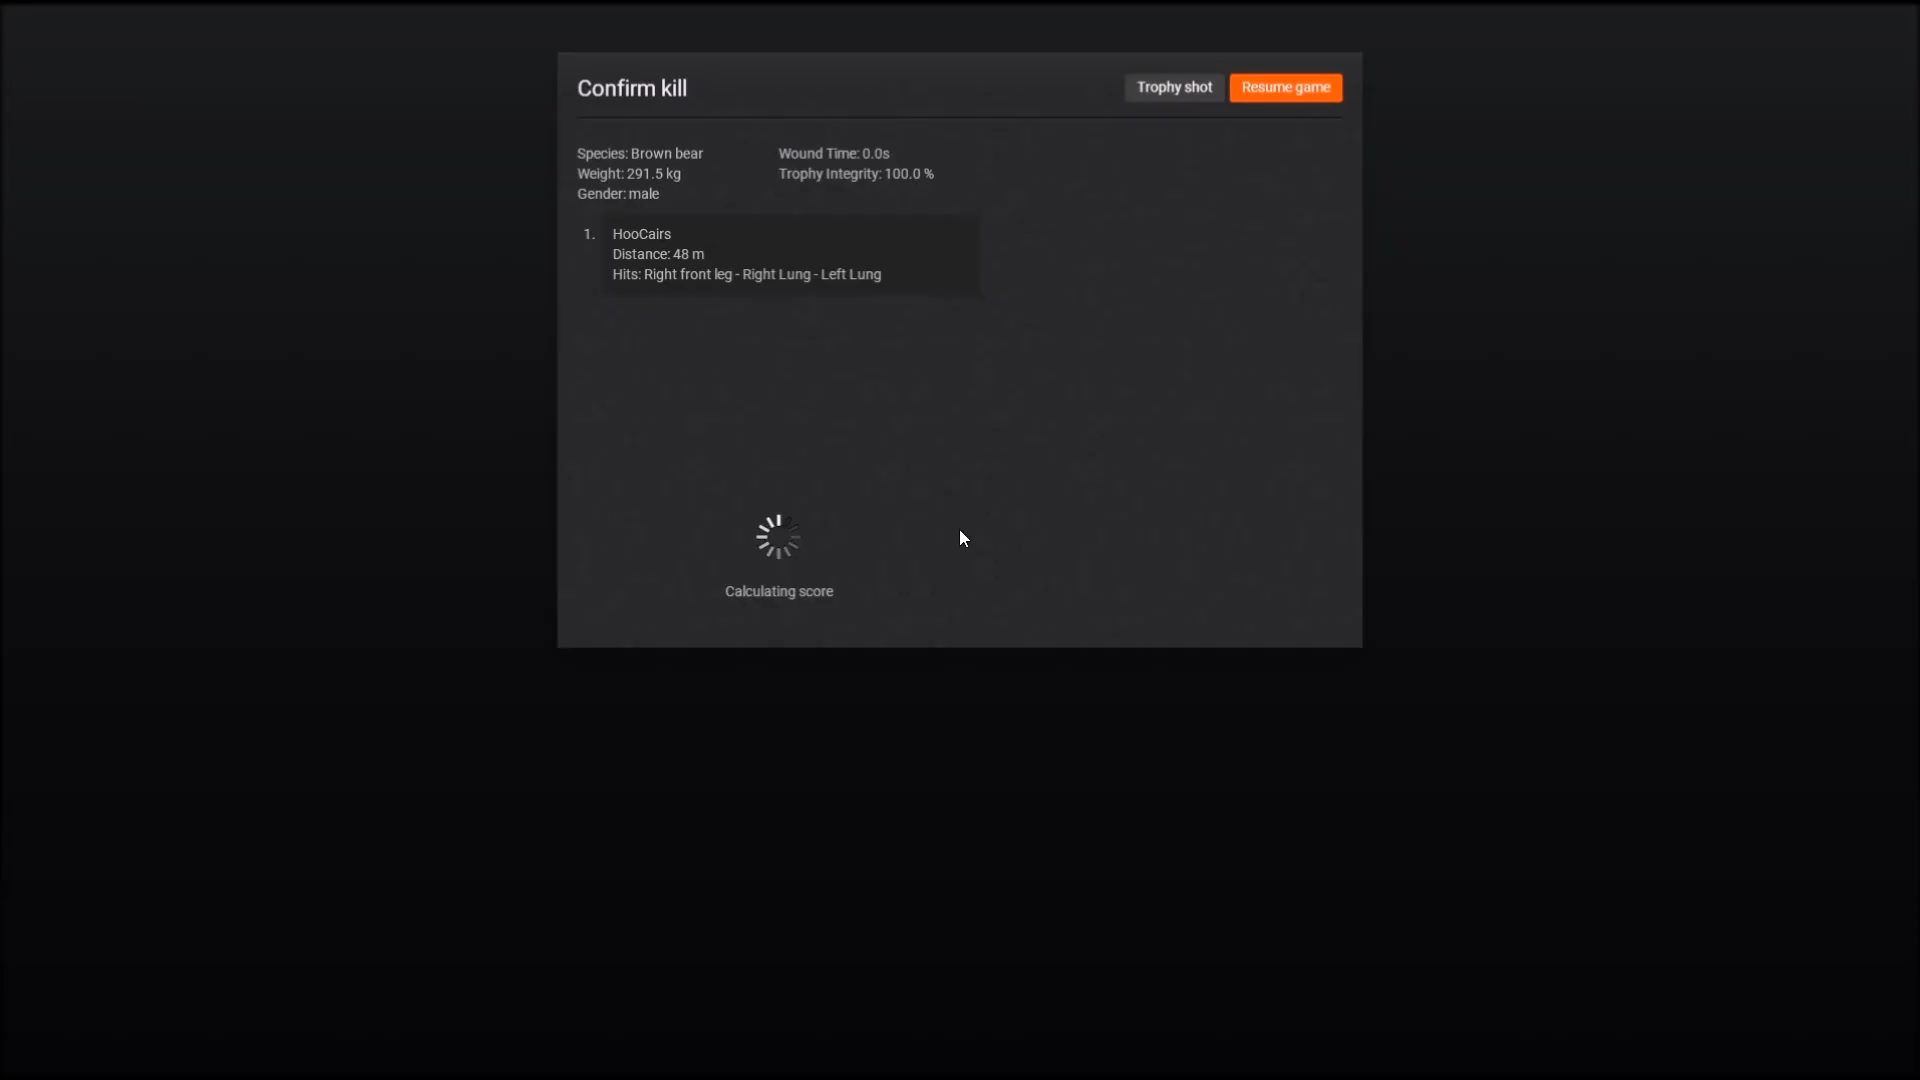 Confirm kill
Trophy shot
Resume game
Species: Brown bear
Weight: 291.5 kg
Gender: male
Wound Time: 0.0s
Trophy Integrity: 100.0 %
1. HooCairs
Distance: 48 m
Hits: Right front leg - Right Lung - Left Lung
Calculating score